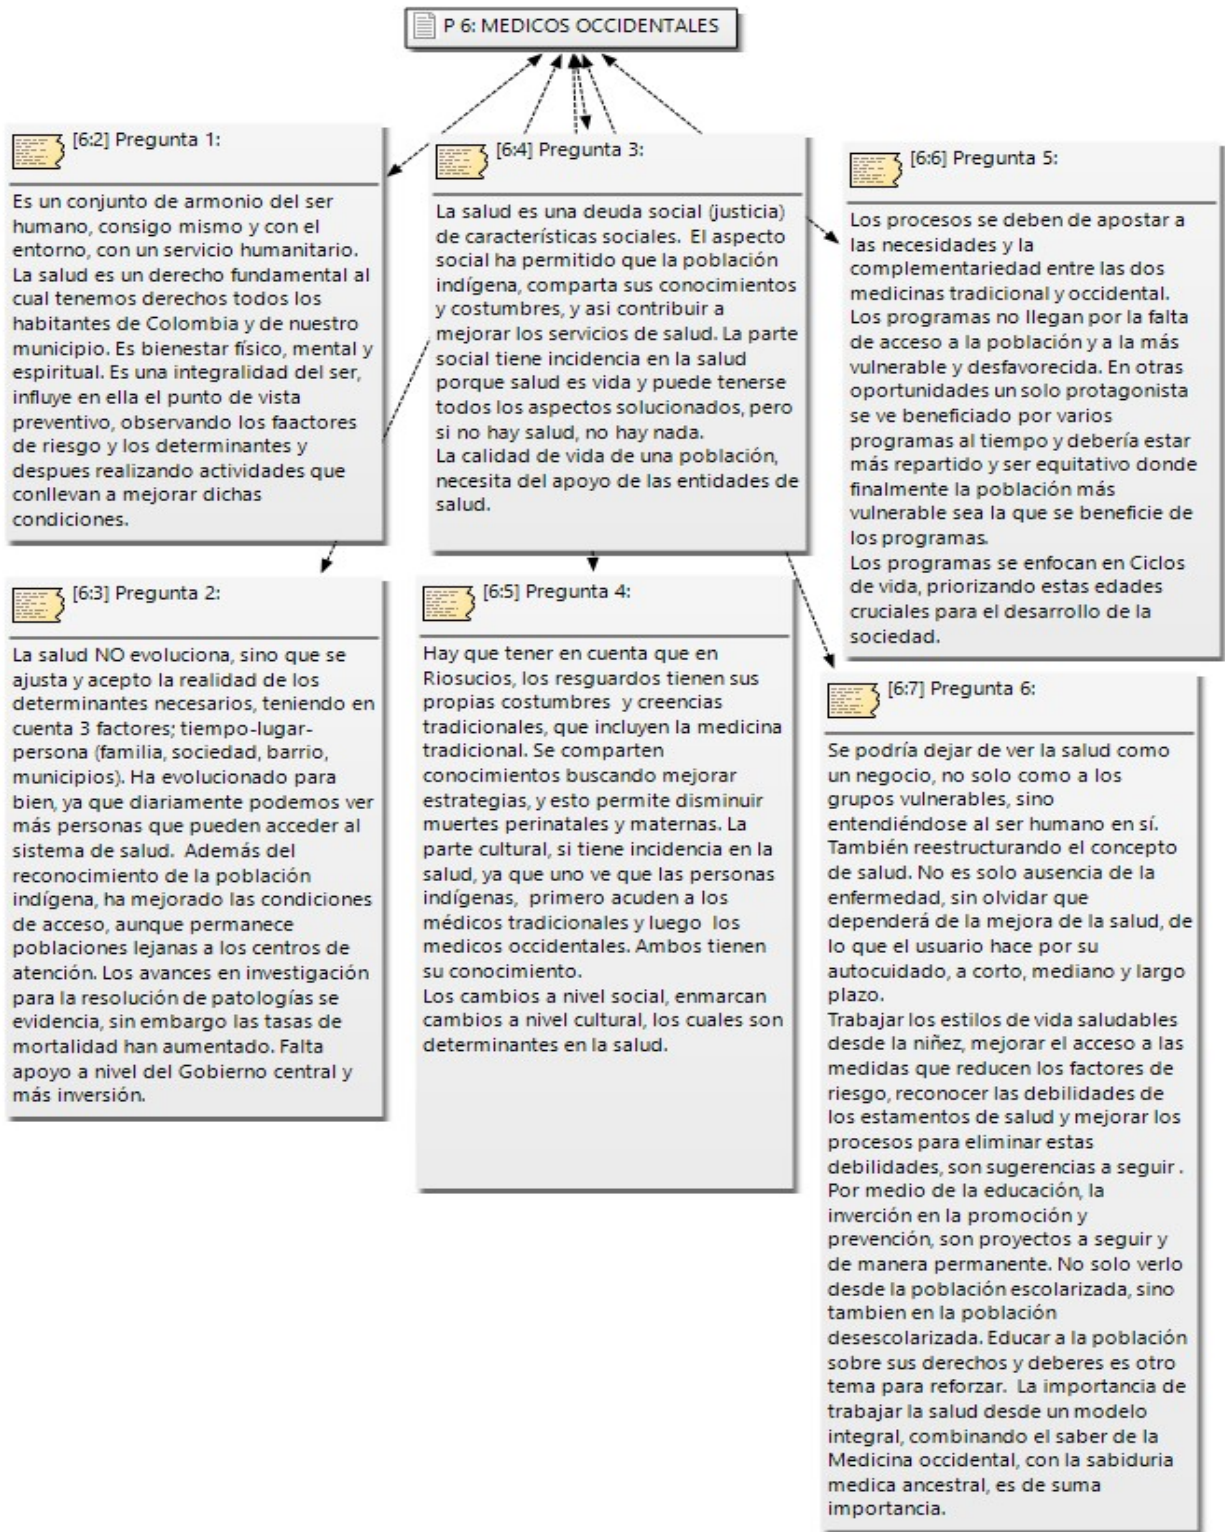 P 6: MEDICOS OCCIDENTALES
[6:2] Pregunta 1:
Es un conjunto de armonio del ser
humano, consigo mismo y con el
entorno, con un servicio humanitario.
La salud es un derecho fundamental al
cual tenemos derechos todos los
habitantes de Colombia y de nuestro
municipio. Es bienestar físico, mental y
espiritual. Es una integralidad del ser,
influye en ella el punto de vista
preventivo, observando los faactores
de riesgo y los determinantes y
despues realizando actividades que
conllevan a mejorar dichas
condiciones.
[6:3] Pregunta 2:
La salud NO evoluciona, sino que se
ajusta y acepto la realidad de los
determinantes necesarios, teniendo en
cuenta 3 factores; tiempo-lugar-
persona (familia, sociedad, barrio,
municipios). Ha evolucionado para
bien, ya que diariamente podemos ver
más personas que pueden acceder al
sistema de salud.  Además del
reconocimiento de la población
indígena, ha mejorado las condiciones
de acceso, aunque permanece
poblaciones lejanas a los centros de
atención. Los avances en investigación
para la resolución de patologías se
evidencia, sin embargo las tasas de
mortalidad han aumentado. Falta
apoyo a nivel del Gobierno central y
más inversión.
[6:4] Pregunta 3:
La salud es una deuda social (justicia)
de características sociales.  El aspecto
social ha permitido que la población
indígena, comparta sus conocimientos
y costumbres, y asi contribuir a
mejorar los servicios de salud. La parte
social tiene incidencia en la salud
porque salud es vida y puede tenerse
todos los aspectos solucionados, pero
si no hay salud, no hay nada.
La calidad de vida de una población,
necesita del apoyo de las entidades de
salud.
[6:5] Pregunta 4:
Hay que tener en cuenta que en
Riosucios, los resguardos tienen sus
propias costumbres  y creencias
tradicionales, que incluyen la medicina
tradicional. Se comparten
conocimientos buscando mejorar
estrategias, y esto permite disminuir
muertes perinatales y maternas. La
parte cultural, si tiene incidencia en la
salud, ya que uno ve que las personas
indígenas,  primero acuden a los
médicos tradicionales y luego  los
medicos occidentales. Ambos tienen
su conocimiento.
Los cambios a nivel social, enmarcan
cambios a nivel cultural, los cuales son
determinantes en la salud.
[6:6] Pregunta 5:
Los procesos se deben de apostar a
las necesidades y la
complementariedad entre las dos
medicinas tradicional y occidental.
Los programas no llegan por la falta
de acceso a la población y a la más
vulnerable y desfavorecida. En otras
oportunidades un solo protagonista
se ve beneficiado por varios
programas al tiempo y debería estar
más repartido y ser equitativo donde
finalmente la población más
vulnerable sea la que se beneficie de
los programas.
Los programas se enfocan en Ciclos
de vida, priorizando estas edades
cruciales para el desarrollo de la
sociedad.
[6:7] Pregunta 6:
Se podría dejar de ver la salud como
un negocio, no solo como a los
grupos vulnerables, sino
entendiéndose al ser humano en sí.
También reestructurando el concepto
de salud. No es solo ausencia de la
enfermedad, sin olvidar que
dependerá de la mejora de la salud, de
lo que el usuario hace por su
autocuidado, a corto, mediano y largo
plazo.
Trabajar los estilos de vida saludables
desde la niñez, mejorar el acceso a las
medidas que reducen los factores de
riesgo, reconocer las debilidades de
los estamentos de salud y mejorar los
procesos para eliminar estas
debilidades, son sugerencias a seguir .
Por medio de la educación, la
inverción en la promoción y
prevención, son proyectos a seguir y
de manera permanente. No solo verlo
desde la población escolarizada, sino
tambien en la población
desescolarizada. Educar a la población
sobre sus derechos y deberes es otro
tema para reforzar.  La importancia de
trabajar la salud desde un modelo
integral, combinando el saber de la
Medicina occidental, con la sabiduria
medica ancestral, es de suma
importancia.